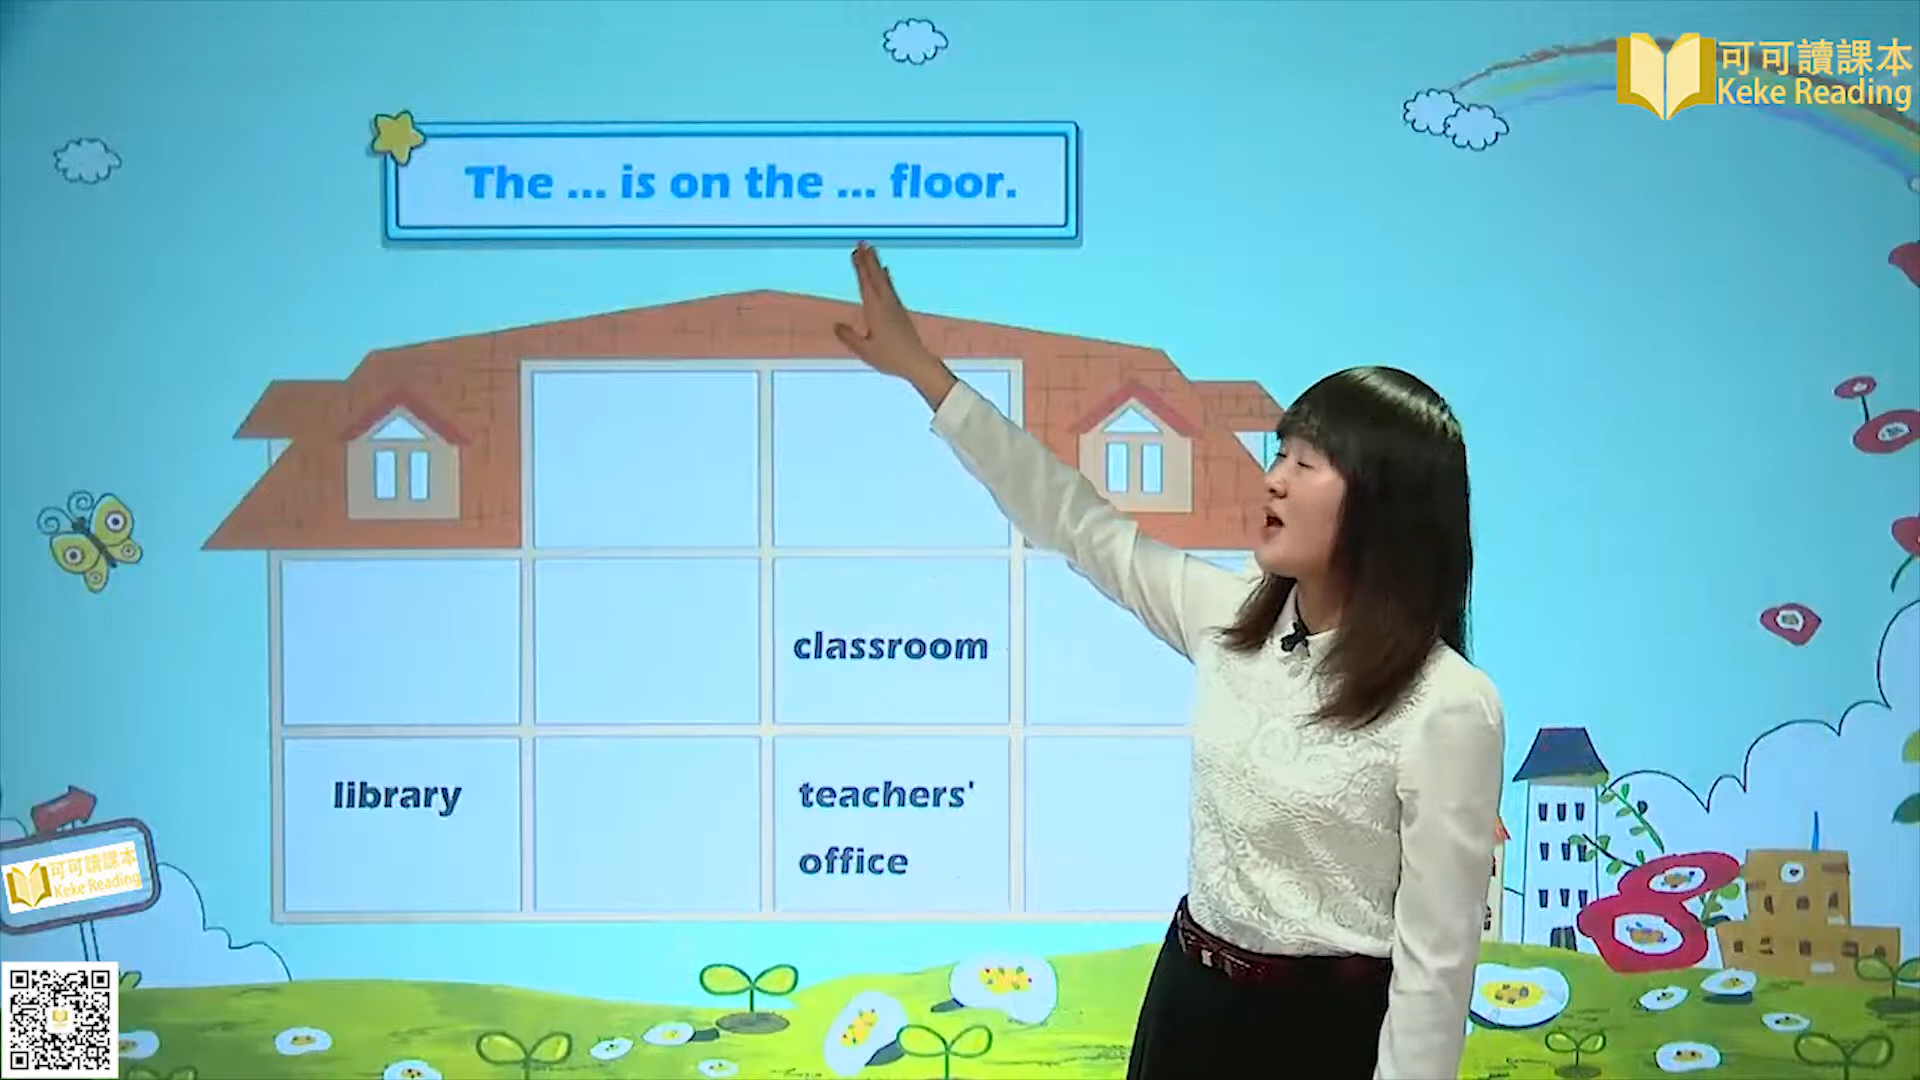 可可讀課本
Keke Reading
The ... is on the ... floor.
classroom
library
teachers'
office
可可讀課本
Keke Reading